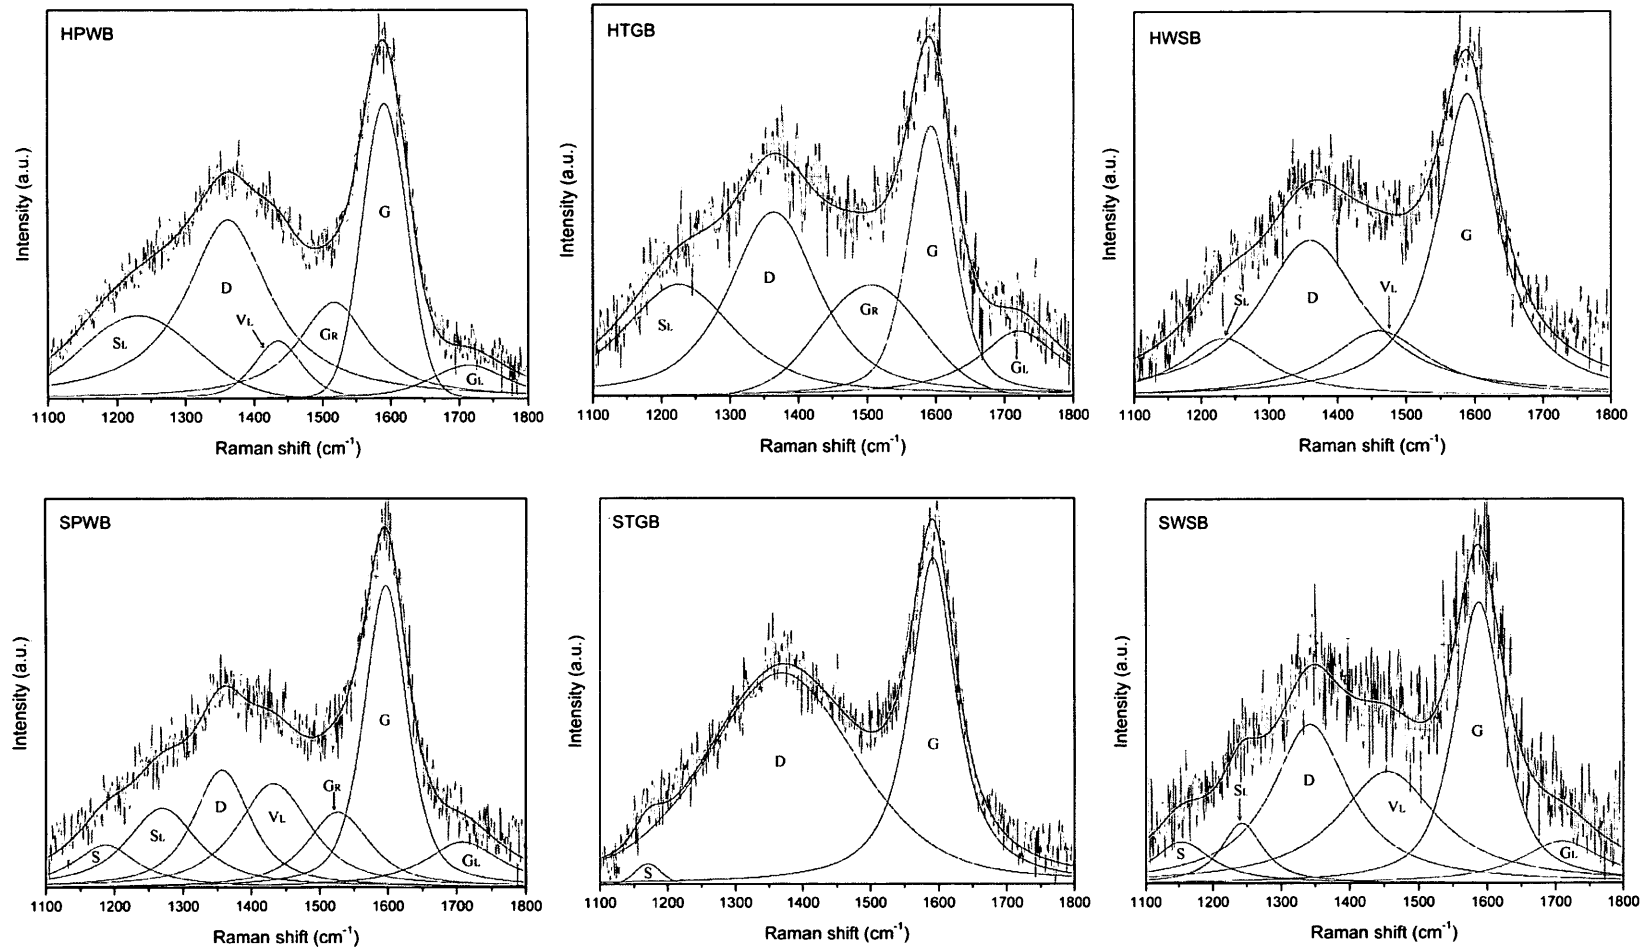 HPWB
Intensity (a.u.)
SL
D
VL
GR
G
GL
1100 1200 1300 1400 1500 1600 1700 1800
Raman shift (cm⁻¹)
HTGB
Intensity (a.u.)
SL
D
GR
G
GL
1100 1200 1300 1400 1500 1600 1700 1800
Raman shift (cm⁻¹)
HWSB
Intensity (a.u.)
SL
D
VL
G
1100 1200 1300 1400 1500 1600 1700 1800
Raman shift (cm⁻¹)
SPWB
Intensity (a.u.)
S
SL
D
VL
GR
G
GL
1100 1200 1300 1400 1500 1600 1700 1800
Raman shift (cm⁻¹)
STGB
Intensity (a.u.)
S
D
G
1100 1200 1300 1400 1500 1600 1700 1800
Raman shift (cm⁻¹)
SWSB
Intensity (a.u.)
S
SL
D
VL
G
GL
1100 1200 1300 1400 1500 1600 1700 1800
Raman shift (cm⁻¹)